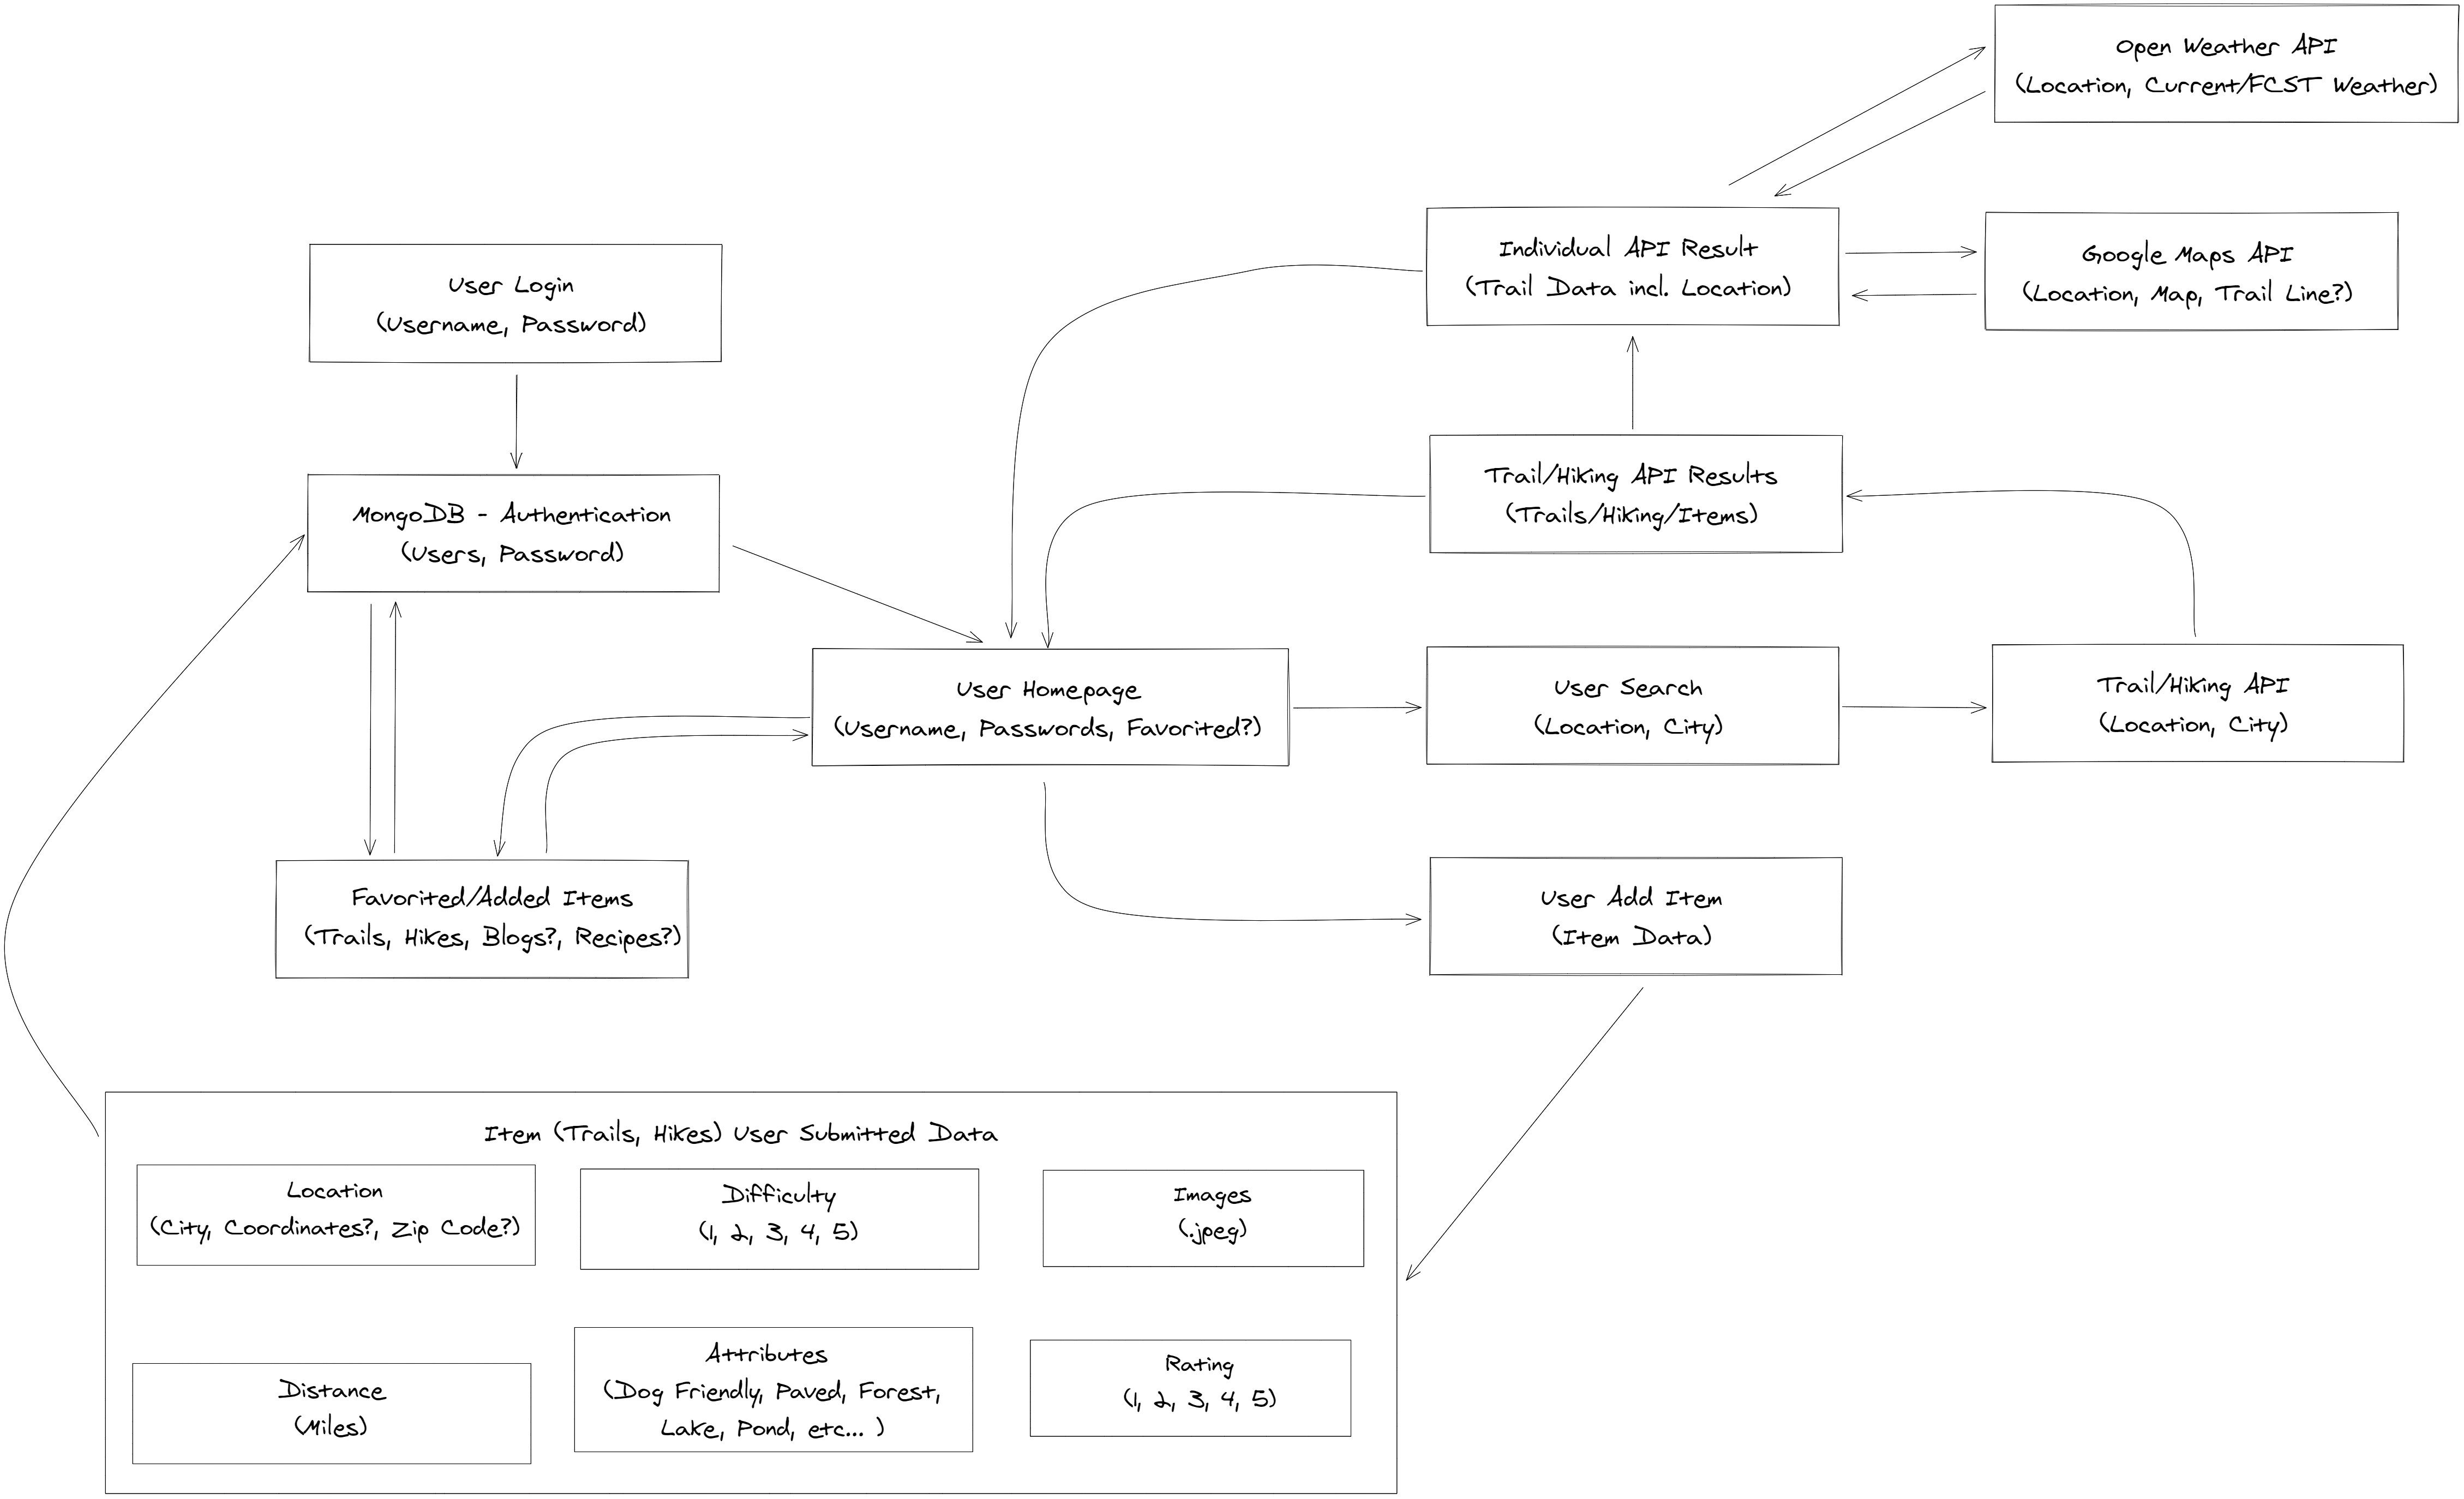 Open Weather API
(Location, Current/FCST Weather)
User Login
(Username, Password)
Individual API Result
(Trail Data incl. Location)
Google Maps API
(Location, Map, Trail Line?)
MongoDB - Authentication
(Users, Password)
Trail/Hiking API Results
(Trails/Hiking/Items)
User Homepage
(Username, Passwords, Favorited?)
User Search
(Location, City)
Trail/Hiking API
(Location, City)
Favorited/Added Items
(Trails, Hikes, Blogs?, Recipes?)
User Add Item
(Item Data)
Item (Trails, Hikes) User Submitted Data
Location
(City, Coordinates?, Zip Code?)
Difficulty
(1, 2, 3, 4, 5)
Images
(.jpeg)
Distance
(Miles)
Attributes
(Dog Friendly, Paved, Forest,
Lake, Pond, etc... )
Rating
(1, 2, 3, 4, 5)